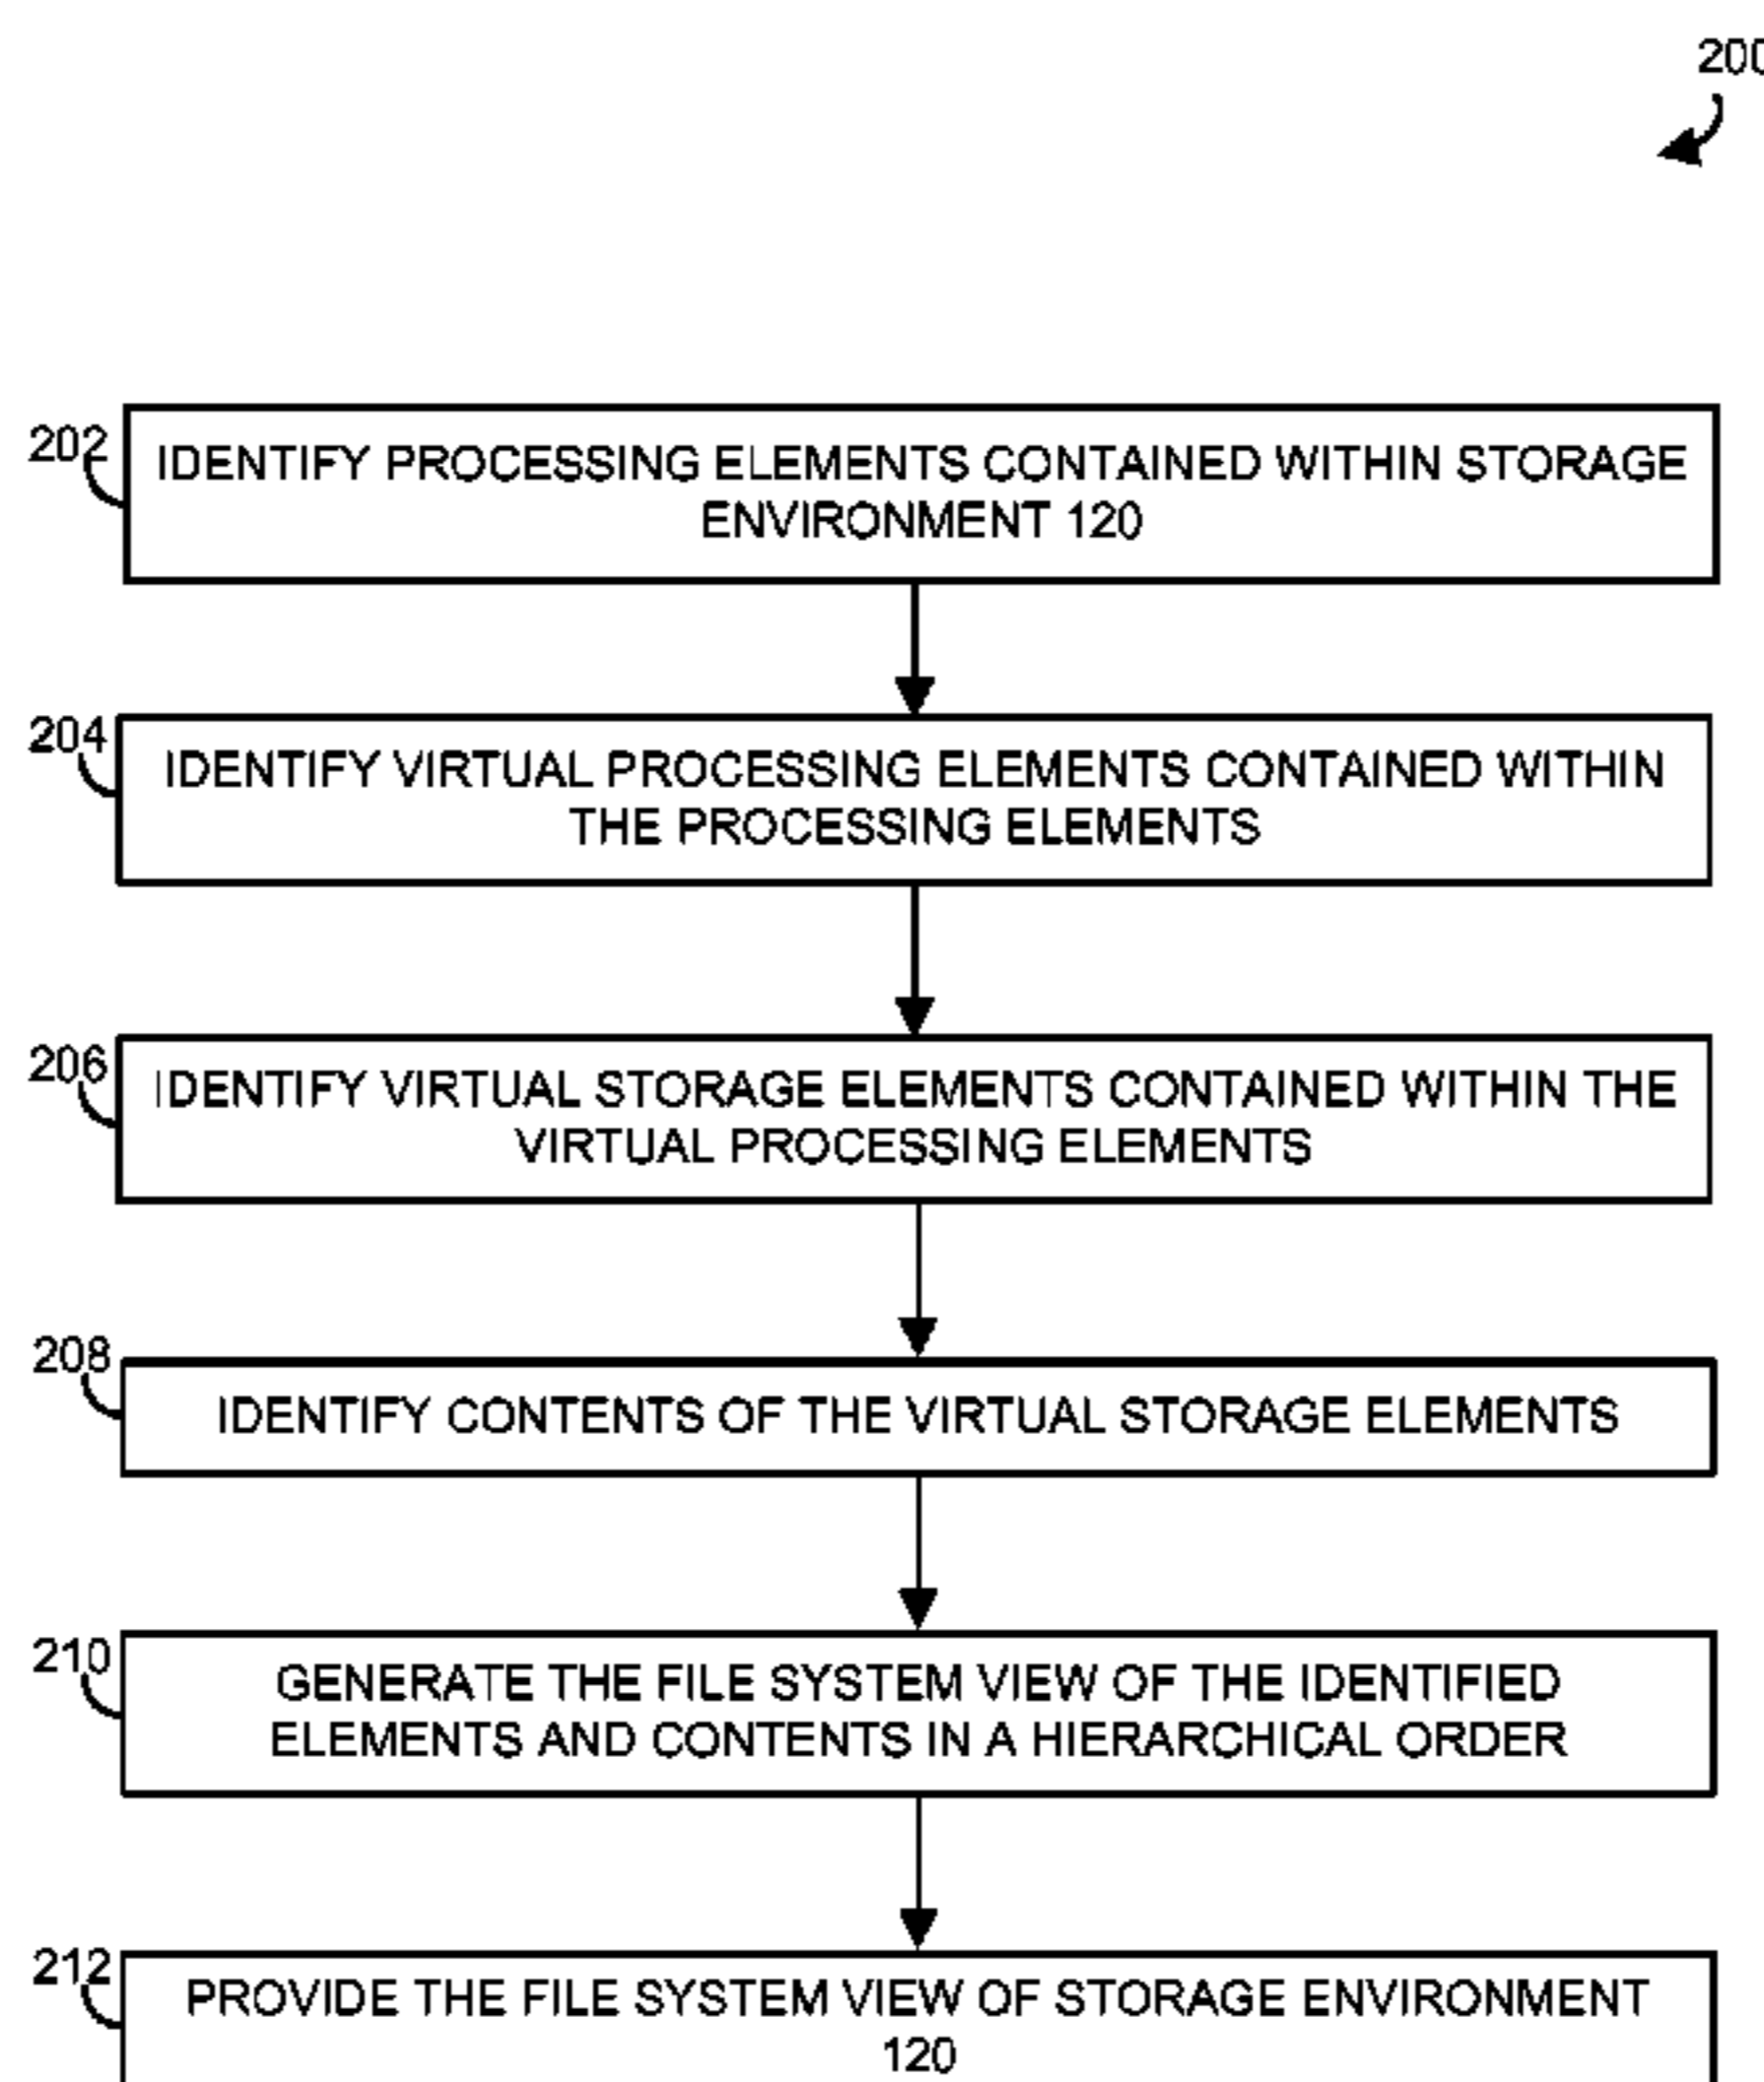 200
202
IDENTIFY PROCESSING ELEMENTS CONTAINED WITHIN STORAGE
ENVIRONMENT 120
204
IDENTIFY VIRTUAL PROCESSING ELEMENTS CONTAINED WITHIN
THE PROCESSING ELEMENTS
206
IDENTIFY VIRTUAL STORAGE ELEMENTS CONTAINED WITHIN THE
VIRTUAL PROCESSING ELEMENTS
208
IDENTIFY CONTENTS OF THE VIRTUAL STORAGE ELEMENTS
210
GENERATE THE FILE SYSTEM VIEW OF THE IDENTIFIED
ELEMENTS AND CONTENTS IN A HIERARCHICAL ORDER
212
PROVIDE THE FILE SYSTEM VIEW OF STORAGE ENVIRONMENT
120